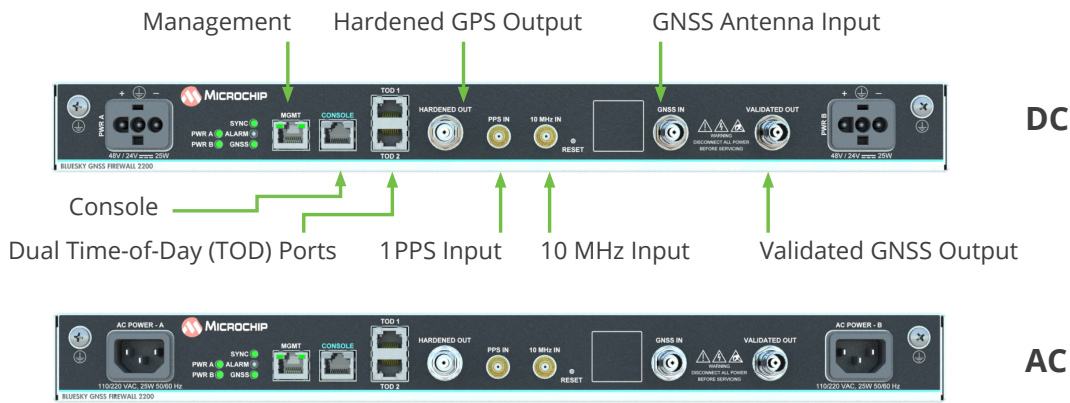 Management
Hardened GPS Output
GNSS Antenna Input
DC
+ −
PWR A
48V / 24V 25W
MICROCHIP
SYNC
PWR A ALARM
PWR B GNSS
MGMT
CONSOLE
TOD 1
TOD 2
HARDENED OUT
PPS IN
10 MHz IN
RESET
GNSS IN
WARNING
DISCONNECT ALL POWER
BEFORE SERVICING
VALIDATED OUT
+ −
PWR B
48V / 24V 25W
BLUESKY GNSS FIREWALL 2200
Console
Dual Time-of-Day (TOD) Ports
1PPS Input
10 MHz Input
Validated GNSS Output
AC
AC POWER - A
110/220 VAC, 25W 50/60 Hz
MICROCHIP
SYNC
PWR A ALARM
PWR B GNSS
MGMT
CONSOLE
TOD 1
TOD 2
HARDENED OUT
PPS IN
10 MHz IN
RESET
GNSS IN
WARNING
DISCONNECT ALL POWER
BEFORE SERVICING
VALIDATED OUT
AC POWER - B
110/220 VAC, 25W 50/60 Hz
BLUESKY GNSS FIREWALL 2200